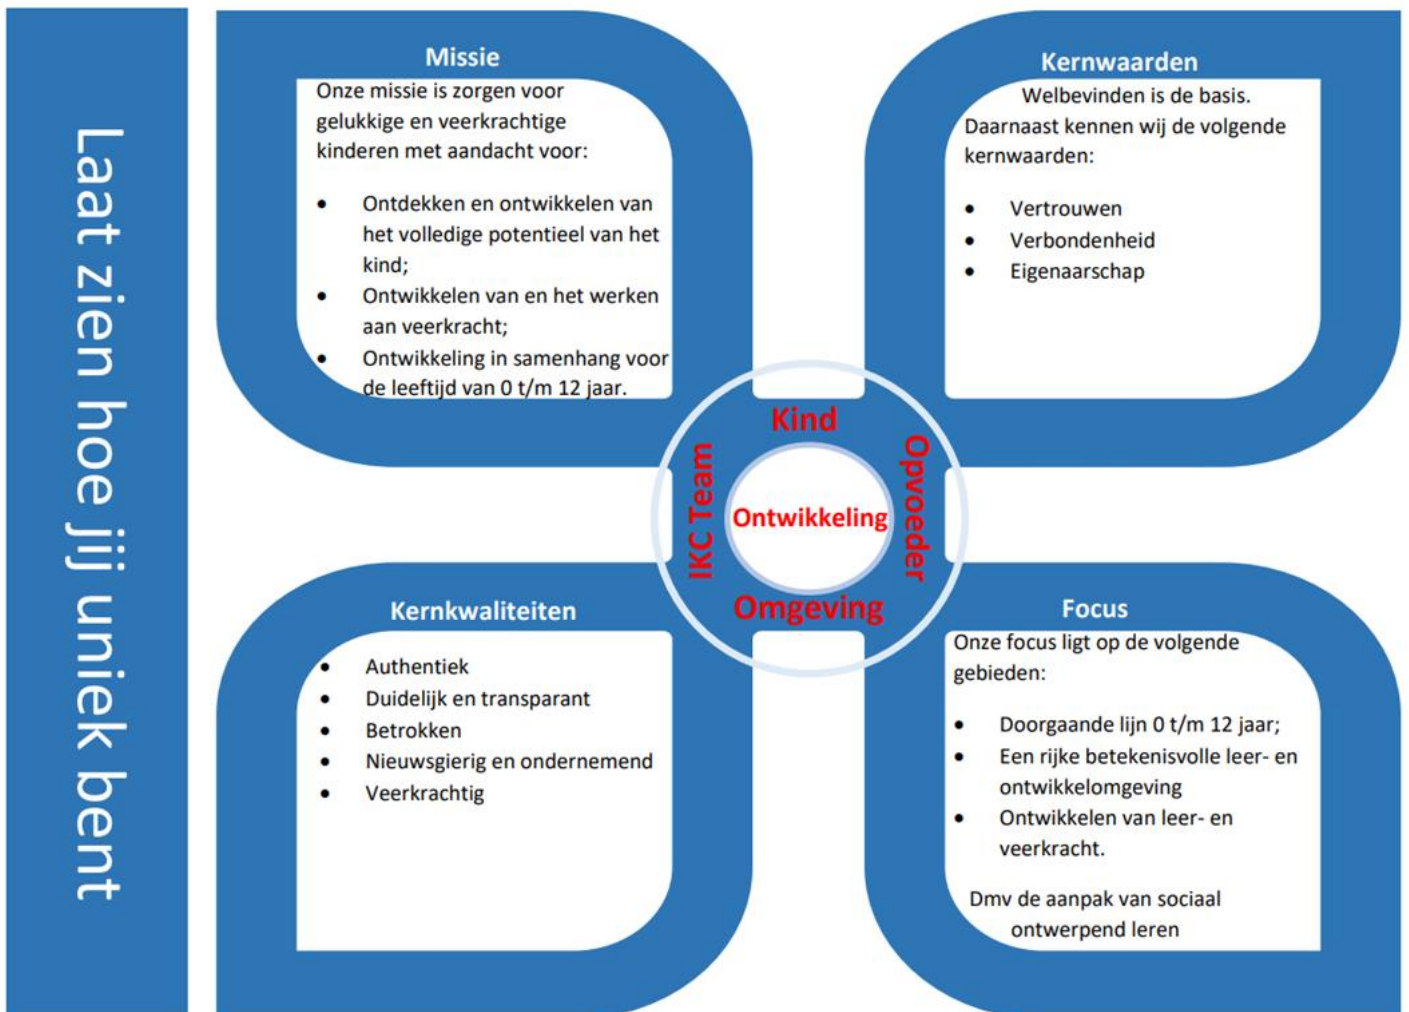 Laat zien hoe jij uniek bent
Missie
Onze missie is zorgen voor
gelukkige en veerkrachtige
kinderen met aandacht voor:
• Ontdekken en ontwikkelen van
het volledige potentieel van het
kind;
• Ontwikkelen van en het werken
aan veerkracht;
• Ontwikkeling in samenhang voor
de leeftijd van 0 t/m 12 jaar.
Kernwaarden
Welbevinden is de basis.
Daarnaast kennen wij de volgende
kernwaarden:
• Vertrouwen
• Verbondenheid
• Eigenaarschap
Kind
Opvoeder
IKC Team
Ontwikkeling
Omgeving
Kernkwaliteiten
• Authentiek
• Duidelijk en transparant
• Betrokken
• Nieuwsgierig en ondernemend
• Veerkrachtig
Focus
Onze focus ligt op de volgende
gebieden:
• Doorgaande lijn 0 t/m 12 jaar;
• Een rijke betekenisvolle leer- en
ontwikkelomgeving
• Ontwikkelen van leer- en
veerkracht.
Dmv de aanpak van sociaal
ontwerpend leren